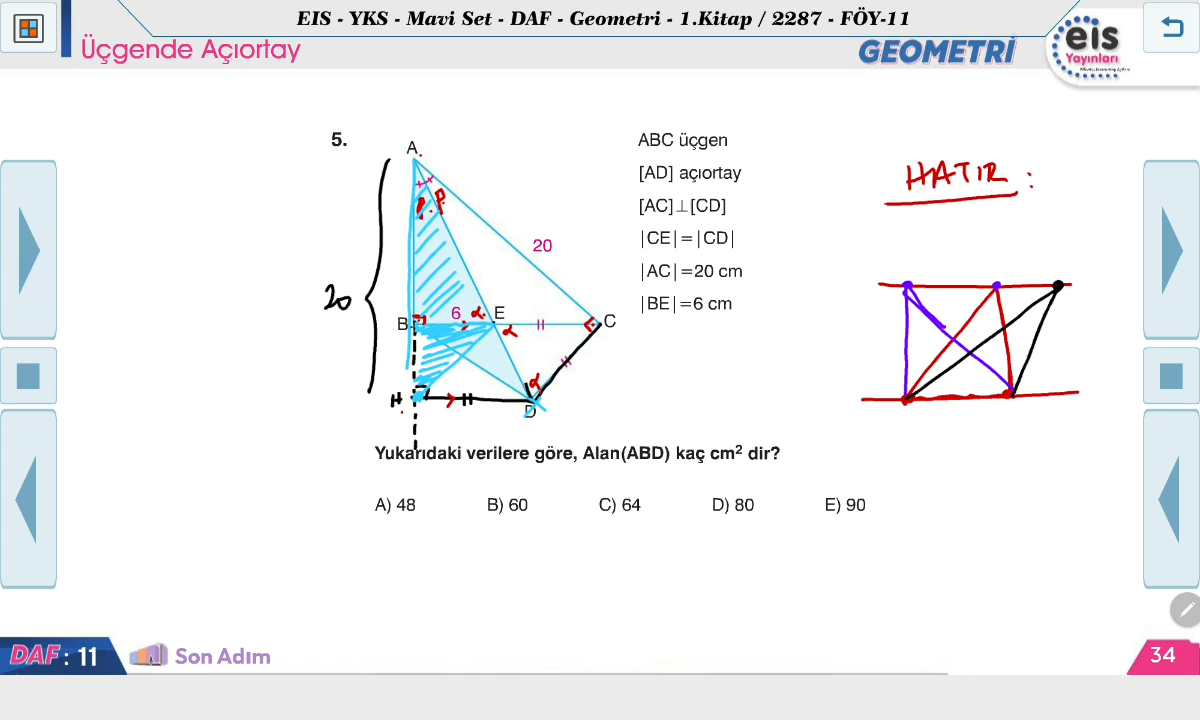 EIS - YKS - Mavi Set - DAF - Geometri - 1.Kitap / 2287 - FÖY-11
Üçgende Açıortay
GEOMETRİ
eis
Yayınları
5.
A
P. P.
20
20
B
6
α
E
α
C
α
H
D
ABC üçgen
[AD] açıortay
[AC]⊥[CD]
|CE|=|CD|
|AC|=20 cm
|BE|=6 cm
HATIR :
Yukarıdaki verilere göre, Alan(ABD) kaç cm² dir?
A) 48 B) 60 C) 64 D) 80 E) 90
DAF : 11
Son Adım
34